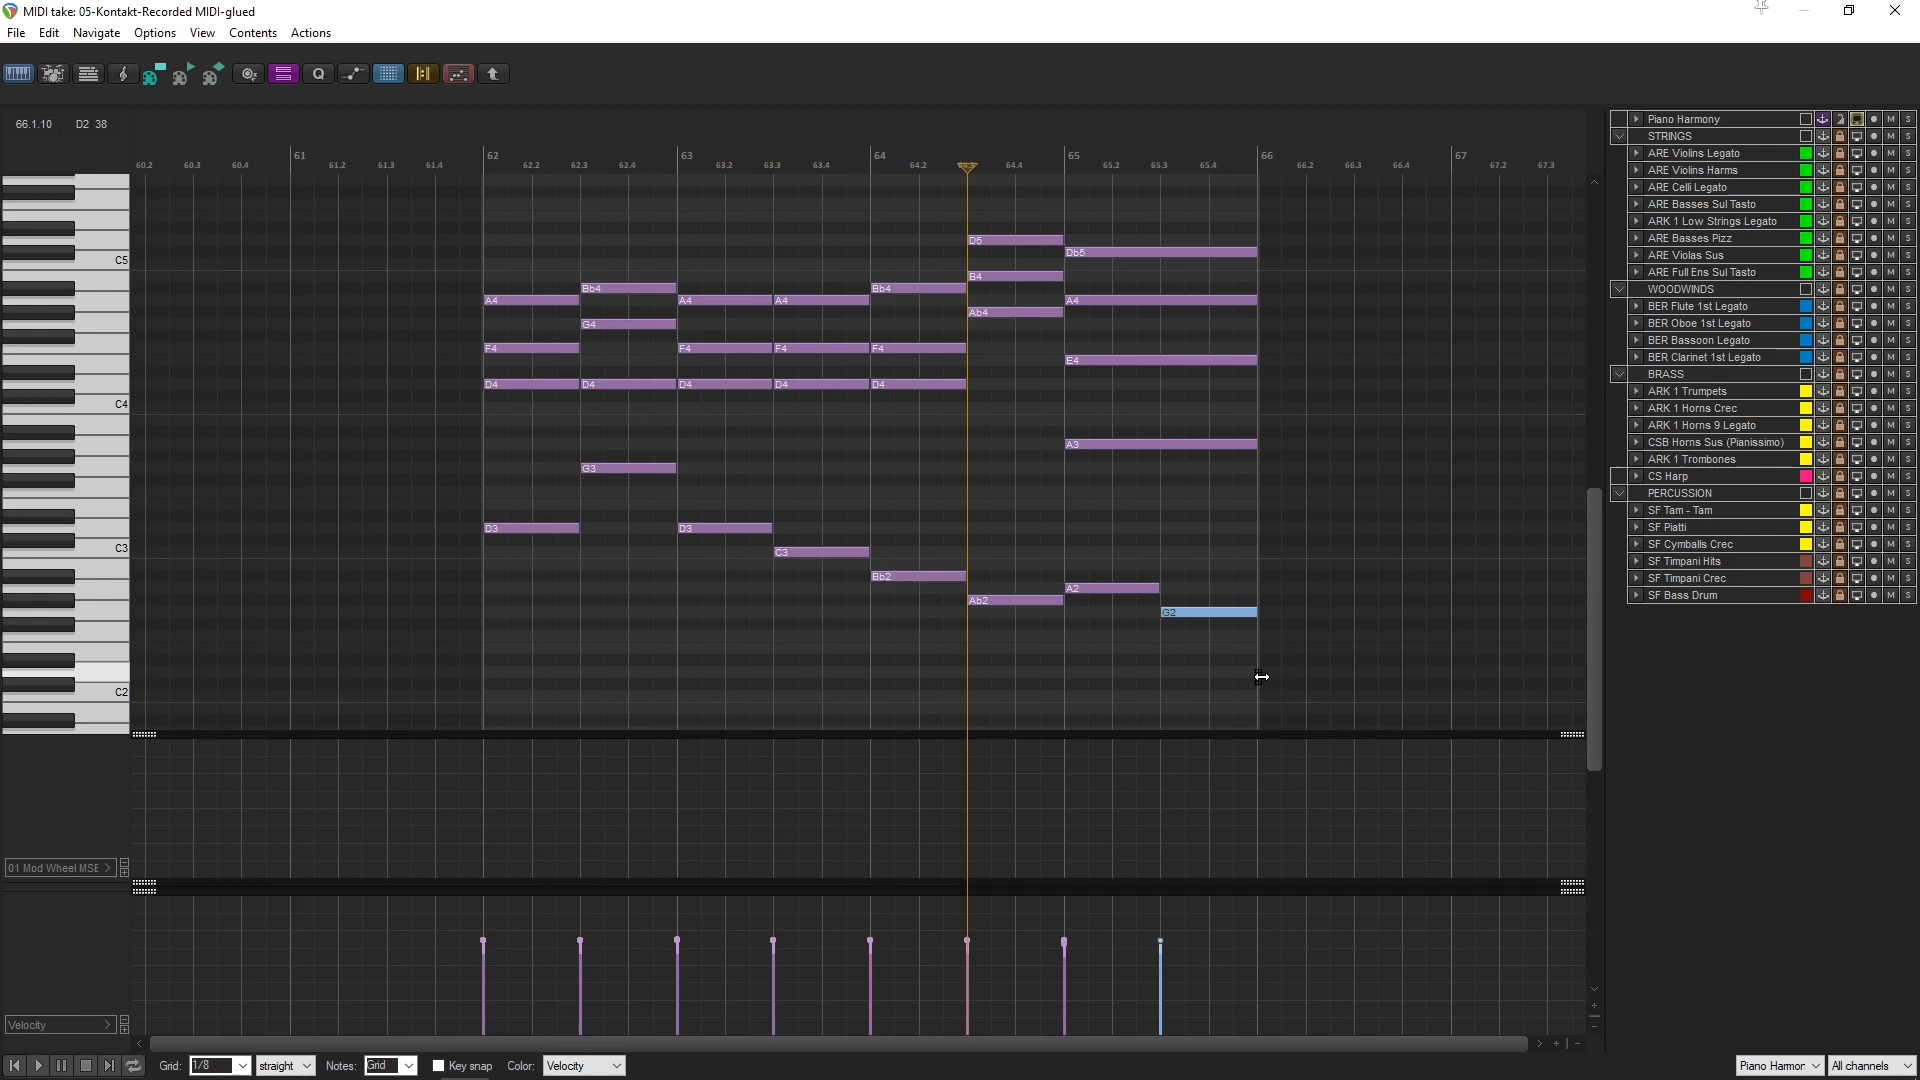 MIDI take: 05-Kontakt-Recorded MIDI-glued
File Edit Navigate Options View Contents Actions
Q
66.1.10 D2 38
61 62 63 64 65 66 67
60.2 60.3 60.4 61.2 61.3 61.4 62.2 62.3 62.4 63.2 63.3 63.4 64.2 64.3 64.4 65.2 65.3 65.4 66.2 66.3 66.4 67.2 67.3
D5
Db5
C5
B4
Bb4 Bb4
A4 A4 A4 A4
Ab4
G4
F4 F4 F4 F4
E4
D4 D4 D4 D4 D4
C4
A3
G3
D3 D3
C3 C3
Bb2
A2
Ab2
G2
C2
Piano Harmony M S
STRINGS M S
ARE Violins Legato M S
ARE Violins Harms M S
ARE Celli Legato M S
ARE Basses Sul Tasto M S
ARK 1 Low Strings Legato M S
ARE Basses Pizz M S
ARE Violas Sus M S
ARE Full Ens Sul Tasto M S
WOODWINDS M S
BER Flute 1st Legato M S
BER Oboe 1st Legato M S
BER Bassoon Legato M S
BER Clarinet 1st Legato M S
BRASS M S
ARK 1 Trumpets M S
ARK 1 Horns Crec M S
ARK 1 Horns 9 Legato M S
CSB Horns Sus (Pianissimo) M S
ARK 1 Trombones M S
CS Harp M S
PERCUSSION M S
SF Tam - Tam M S
SF Piatti M S
SF Cymballs Crec M S
SF Timpani Hits M S
SF Timpani Crec M S
SF Bass Drum M S
01 Mod Wheel MSE
Velocity
Grid: 1/8 straight Notes: Grid Key snap Color: Velocity Piano Harmor All channels